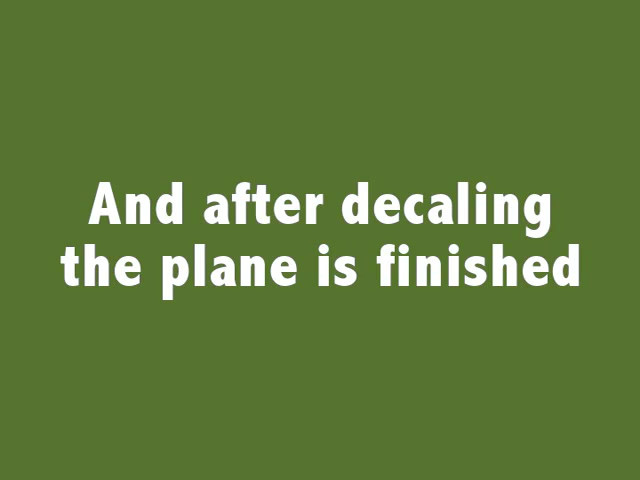 And after decaling
the plane is finished